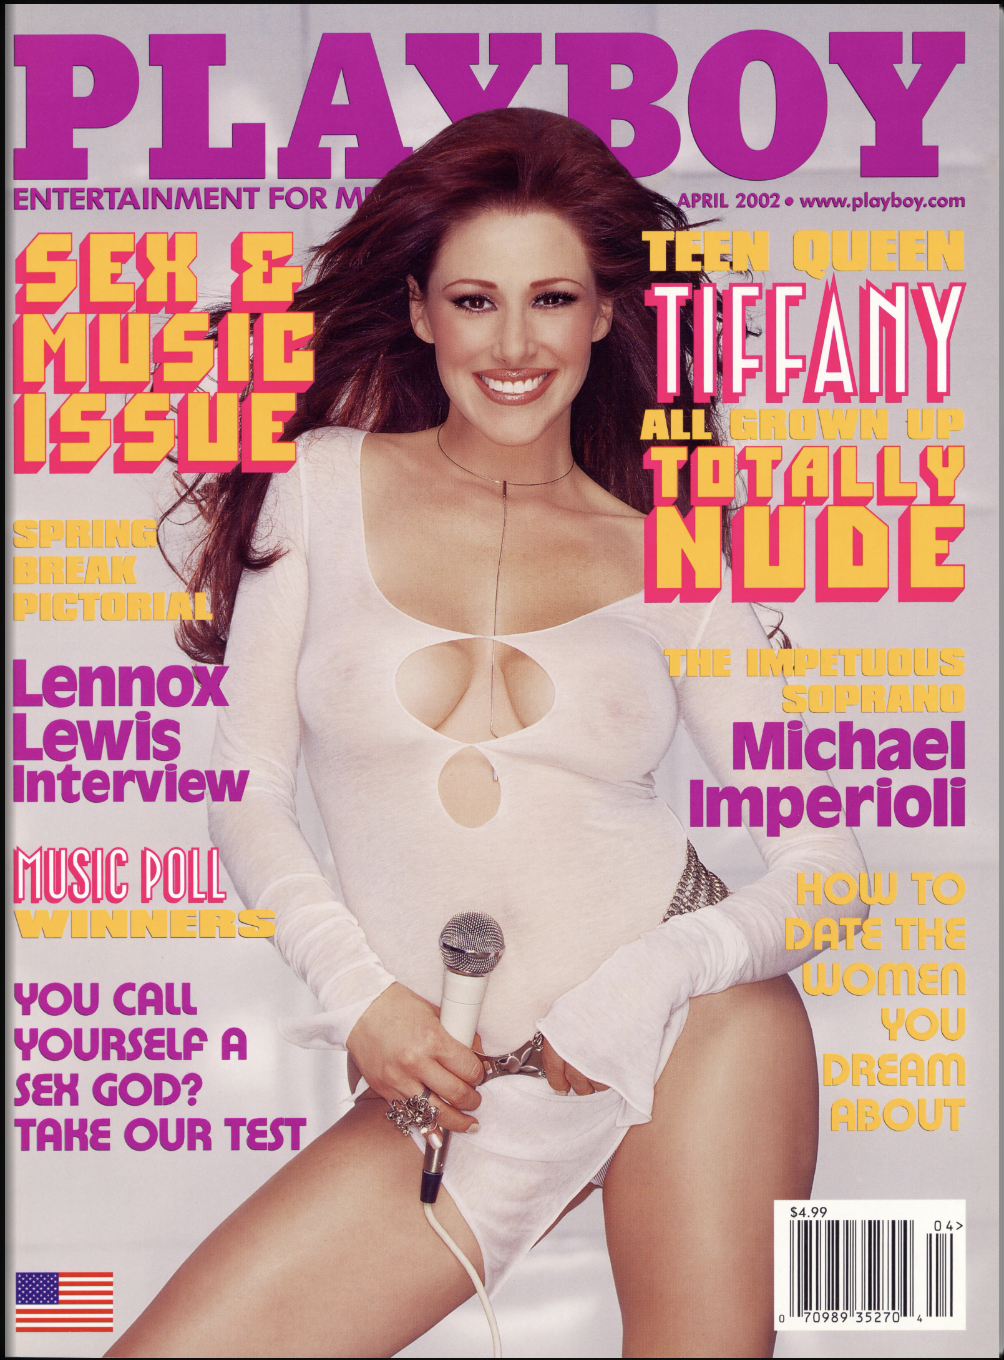 PLAYBOY
ENTERTAINMENT FOR M
APRIL 2002 • www.playboy.com
SEX &
MUSIC
ISSUE
SPRING
BREAK
PICTORIAL
Lennox
Lewis
Interview
MUSIC POLL
WINNERS
YOU CALL
YOURSELF A
SEX GOD?
TAKE OUR TEST
TEEN QUEEN
TIFFANY
ALL GROWN UP
TOTALLY
NUDE
THE IMPETUOUS
SOPRANO
Michael
Imperioli
HOW TO
DATE THE
WOMEN
YOU
DREAM
ABOUT
$4.99
04>
0 70989 35270 4